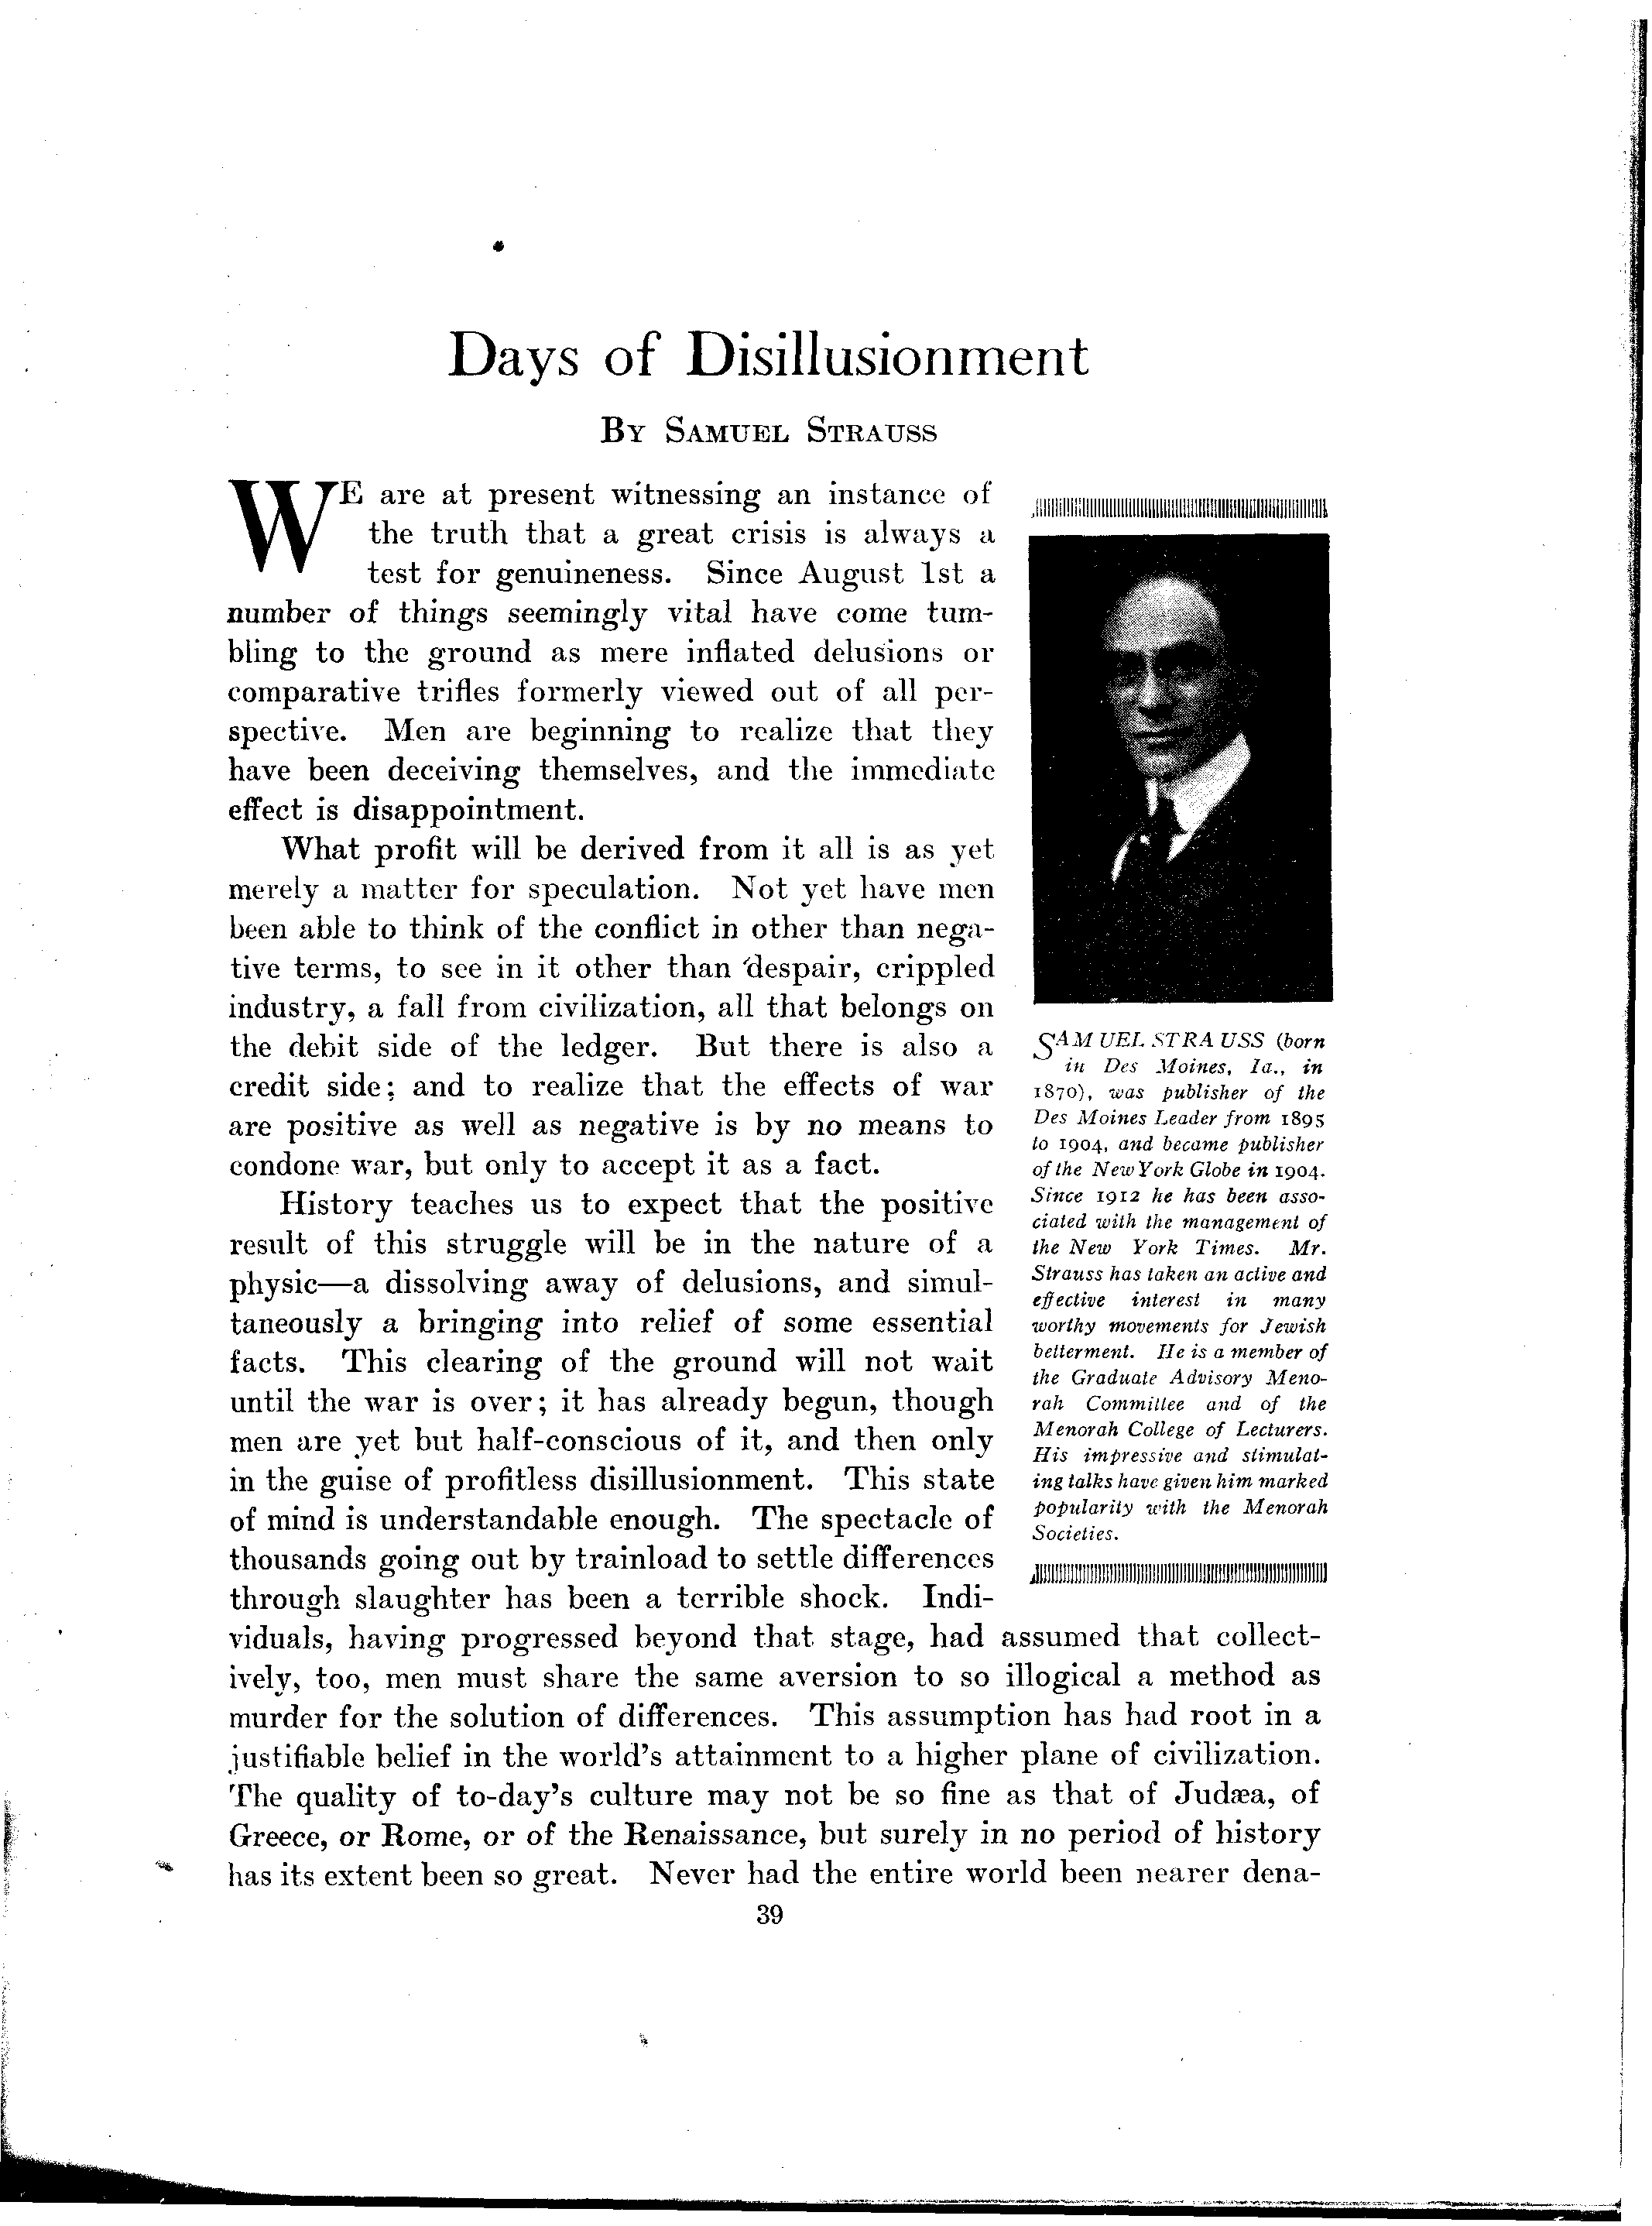 Days of Disillusionment
BY SAMUEL STRAUSS
WE are at present witnessing an instance of
the truth that a great crisis is always a
test for genuineness. Since August 1st a
number of things seemingly vital have come tum-
bling to the ground as mere inflated delusions or
comparative trifles formerly viewed out of all per-
spective. Men are beginning to realize that they
have been deceiving themselves, and the immediate
effect is disappointment.
What profit will be derived from it all is as yet
merely a matter for speculation. Not yet have men
been able to think of the conflict in other than nega-
tive terms, to see in it other than despair, crippled
industry, a fall from civilization, all that belongs on
the debit side of the ledger. But there is also a
credit side; and to realize that the effects of war
are positive as well as negative is by no means to
condone war, but only to accept it as a fact.
History teaches us to expect that the positive
result of this struggle will be in the nature of a
physic—a dissolving away of delusions, and simul-
taneously a bringing into relief of some essential
facts. This clearing of the ground will not wait
until the war is over; it has already begun, though
men are yet but half-conscious of it, and then only
in the guise of profitless disillusionment. This state
of mind is understandable enough. The spectacle of
thousands going out by trainload to settle differences
through slaughter has been a terrible shock. Indi-
viduals, having progressed beyond that stage, had assumed that collect-
ively, too, men must share the same aversion to so illogical a method as
murder for the solution of differences. This assumption has had root in a
justifiable belief in the world's attainment to a higher plane of civilization.
The quality of to-day's culture may not be so fine as that of Judæa, of
Greece, or Rome, or of the Renaissance, but surely in no period of history
has its extent been so great. Never had the entire world been nearer dena-
SAMUEL STRAUSS (born
in Des Moines, Ia., in
1870), was publisher of the
Des Moines Leader from 1895
to 1904, and became publisher
of the New York Globe in 1904.
Since 1912 he has been asso-
ciated with the management of
the New York Times. Mr.
Strauss has taken an active and
effective interest in many
worthy movements for Jewish
betterment. He is a member of
the Graduate Advisory Meno-
rah Committee and of the
Menorah College of Lecturers.
His impressive and stimulat-
ing talks have given him marked
popularity with the Menorah
Societies.
39